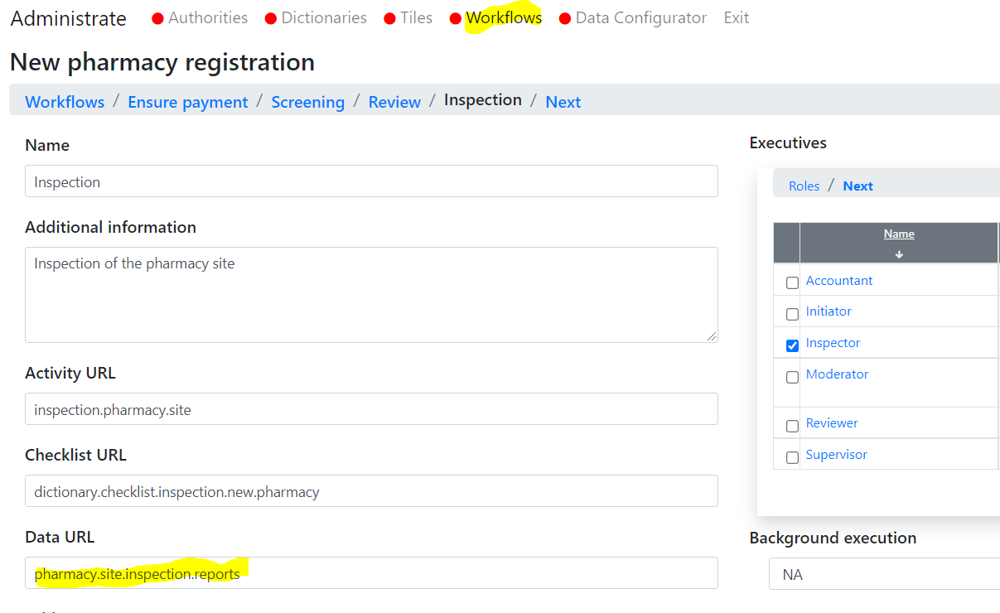 Administrate Authorities Dictionaries Tiles Workflows Data Configurator Exit
New pharmacy registration
Workflows / Ensure payment / Screening / Review / Inspection / Next
Name
Inspection
Additional information
Inspection of the pharmacy site
Activity URL
inspection.pharmacy.site
Checklist URL
dictionary.checklist.inspection.new.pharmacy
Data URL
pharmacy.site.inspection.reports
Executives
Roles / Next
Name
Accountant
Initiator
Inspector
Moderator
Reviewer
Supervisor
Background execution
NA